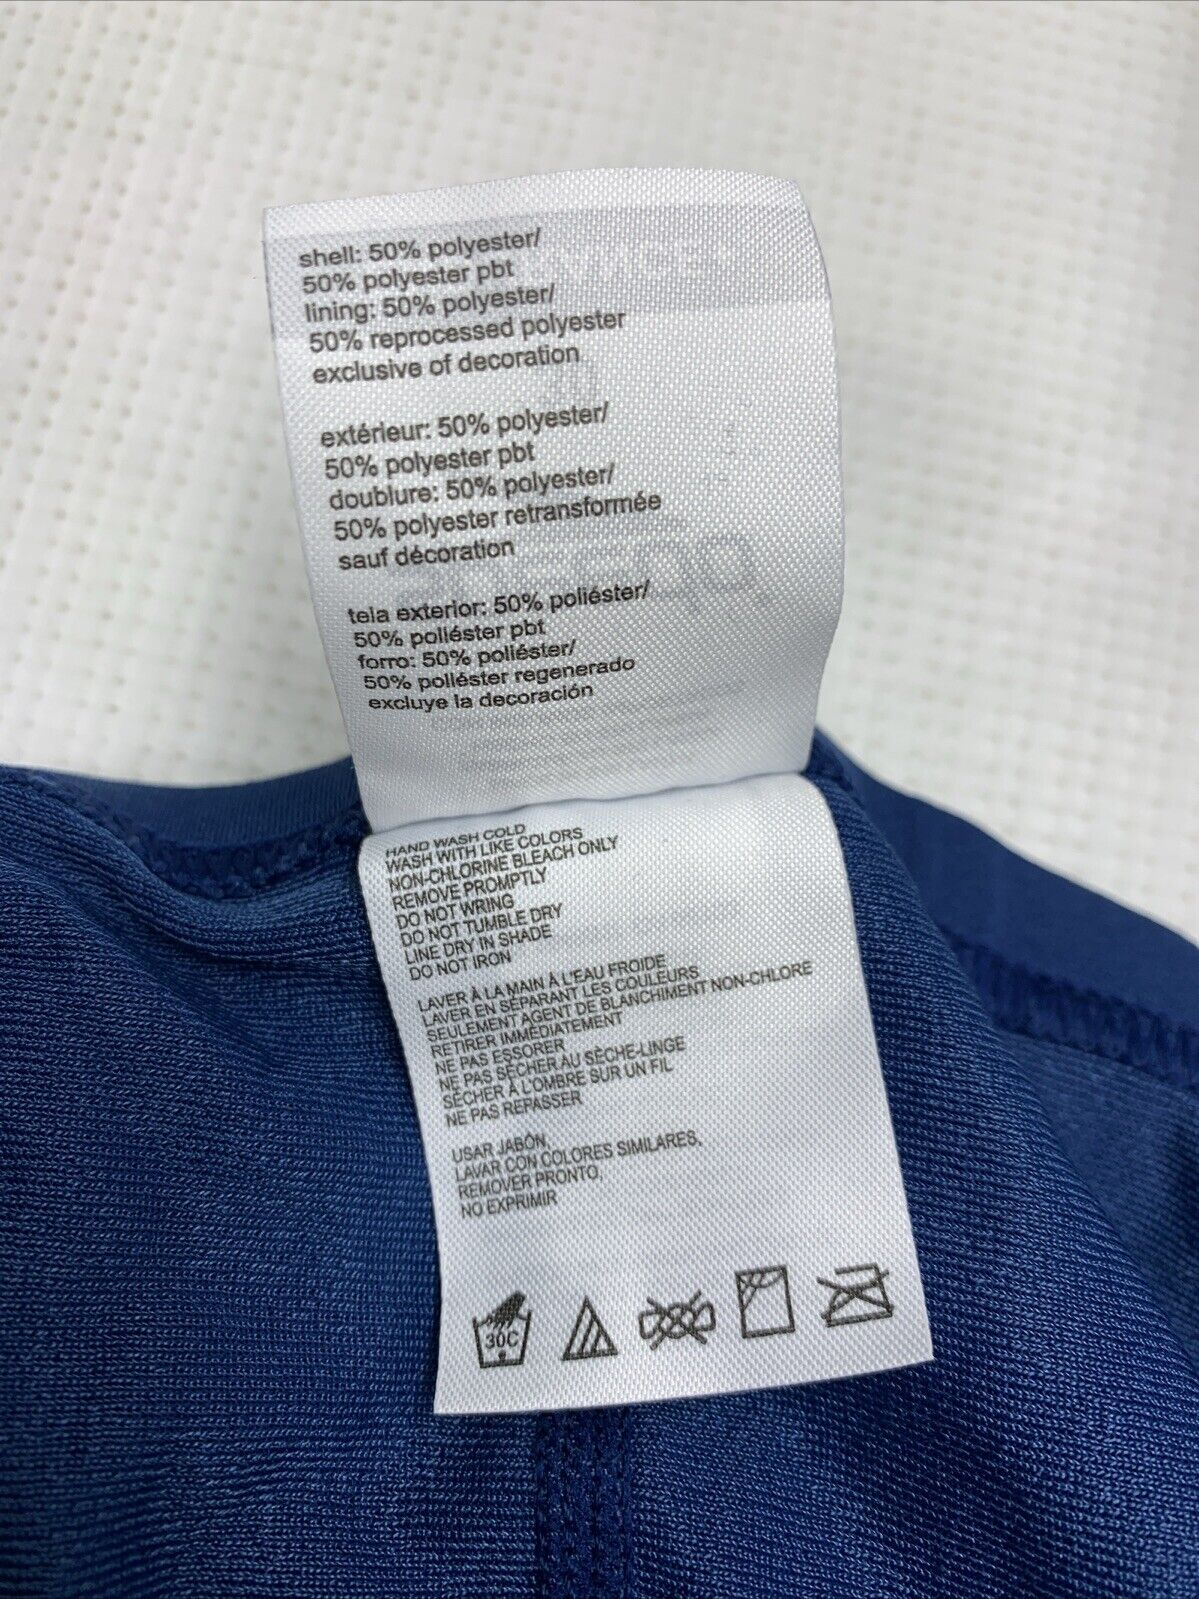 shell: 50% polyester/
50% polyester pbt
lining: 50% polyester/
50% reprocessed polyester
exclusive of decoration
extérieur: 50% polyester/
50% polyester pbt
doublure: 50% polyester/
50% polyester retransformée
sauf décoration
tela exterior: 50% poliéster/
50% poliéster pbt
forro: 50% poliéster/
50% poliéster regenerado
excluye la decoración
HAND WASH COLD
WASH WITH LIKE COLORS
NON-CHLORINE BLEACH ONLY
REMOVE PROMPTLY
DO NOT WRING
DO NOT TUMBLE DRY
LINE DRY IN SHADE
DO NOT IRON
LAVER À LA MAIN À L'EAU FROIDE
LAVER EN SÉPARANT LES COULEURS
SEULEMENT AGENT DE BLANCHIMENT NON-CHLORE
RETIRER IMMÉDIATEMENT
NE PAS ESSORER
NE PAS SÉCHER AU SÈCHE-LINGE
SÉCHER À L'OMBRE SUR UN FIL
NE PAS REPASSER
USAR JABÓN,
LAVAR CON COLORES SIMILARES,
REMOVER PRONTO,
NO EXPRIMIR
30C